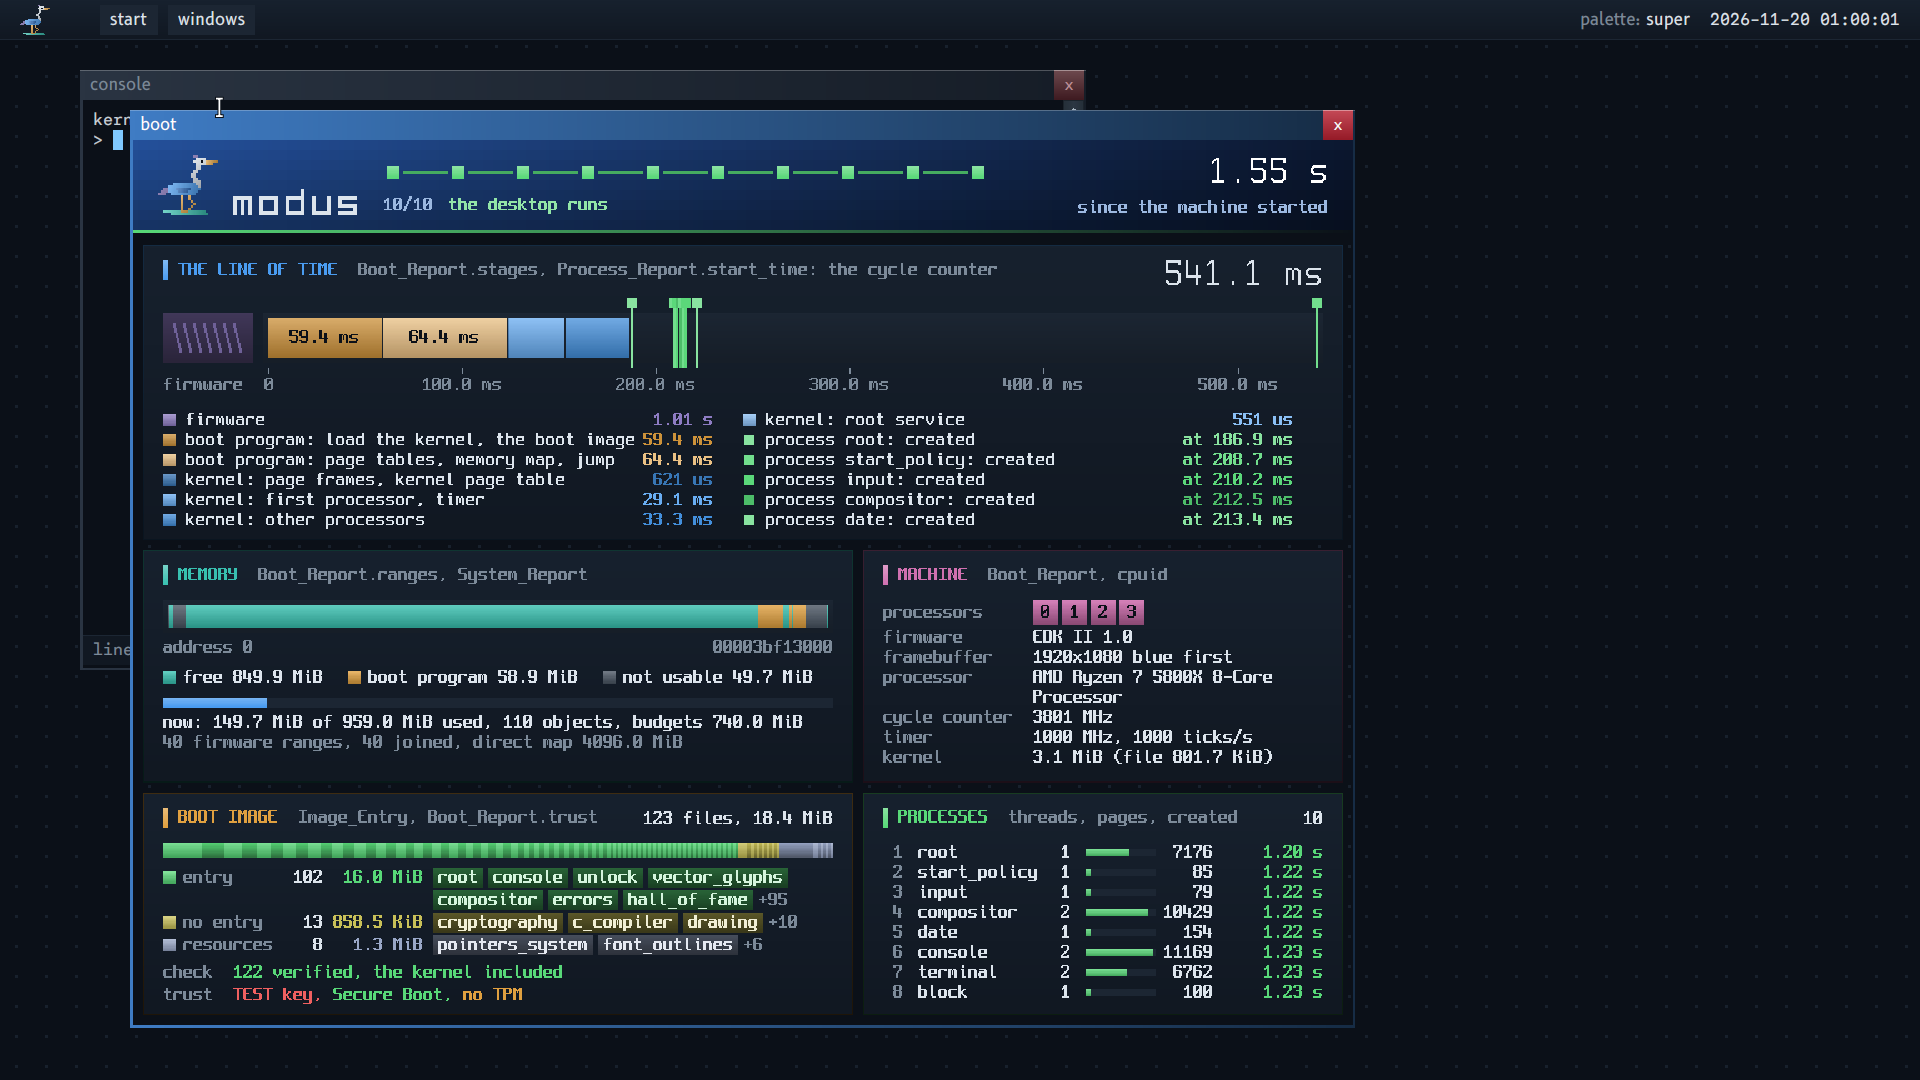 start windows palette: super 2026-11-20 01:00:01
console x
kern
>
line
boot x
modus 10/10 the desktop runs
1.55 s
since the machine started
THE LINE OF TIME Boot_Report.stages, Process_Report.start_time: the cycle counter 541.1 ms
59.4 ms 64.4 ms
firmware 0 100.0 ms 200.0 ms 300.0 ms 400.0 ms 500.0 ms
firmware 1.01 s
boot program: load the kernel, the boot image 59.4 ms
boot program: page tables, memory map, jump 64.4 ms
kernel: page frames, kernel page table 621 us
kernel: first processor, timer 29.1 ms
kernel: other processors 33.3 ms
kernel: root service 551 us
process root: created at 186.9 ms
process start_policy: created at 208.7 ms
process input: created at 210.2 ms
process compositor: created at 212.5 ms
process date: created at 213.4 ms
MEMORY Boot_Report.ranges, System_Report
address 0 00003bf13000
free 849.9 MiB boot program 58.9 MiB not usable 49.7 MiB
now: 149.7 MiB of 959.0 MiB used, 110 objects, budgets 740.0 MiB
40 firmware ranges, 40 joined, direct map 4096.0 MiB
MACHINE Boot_Report, cpuid
processors 0 1 2 3
firmware EDK II 1.0
framebuffer 1920x1080 blue first
processor AMD Ryzen 7 5800X 8-Core
Processor
cycle counter 3801 MHz
timer 1000 MHz, 1000 ticks/s
kernel 3.1 MiB (file 801.7 KiB)
BOOT IMAGE Image_Entry, Boot_Report.trust 123 files, 18.4 MiB
entry 102 16.0 MiB root console unlock vector_glyphs
compositor errors hall_of_fame +95
no entry 13 858.5 KiB cryptography c_compiler drawing +10
resources 8 1.3 MiB pointers_system font_outlines +6
check 122 verified, the kernel included
trust TEST key, Secure Boot, no TPM
PROCESSES threads, pages, created 10
1 root 1 7176 1.20 s
2 start_policy 1 85 1.22 s
3 input 1 79 1.22 s
4 compositor 2 10429 1.22 s
5 date 1 154 1.22 s
6 console 2 11169 1.23 s
7 terminal 2 6762 1.23 s
8 block 1 100 1.23 s